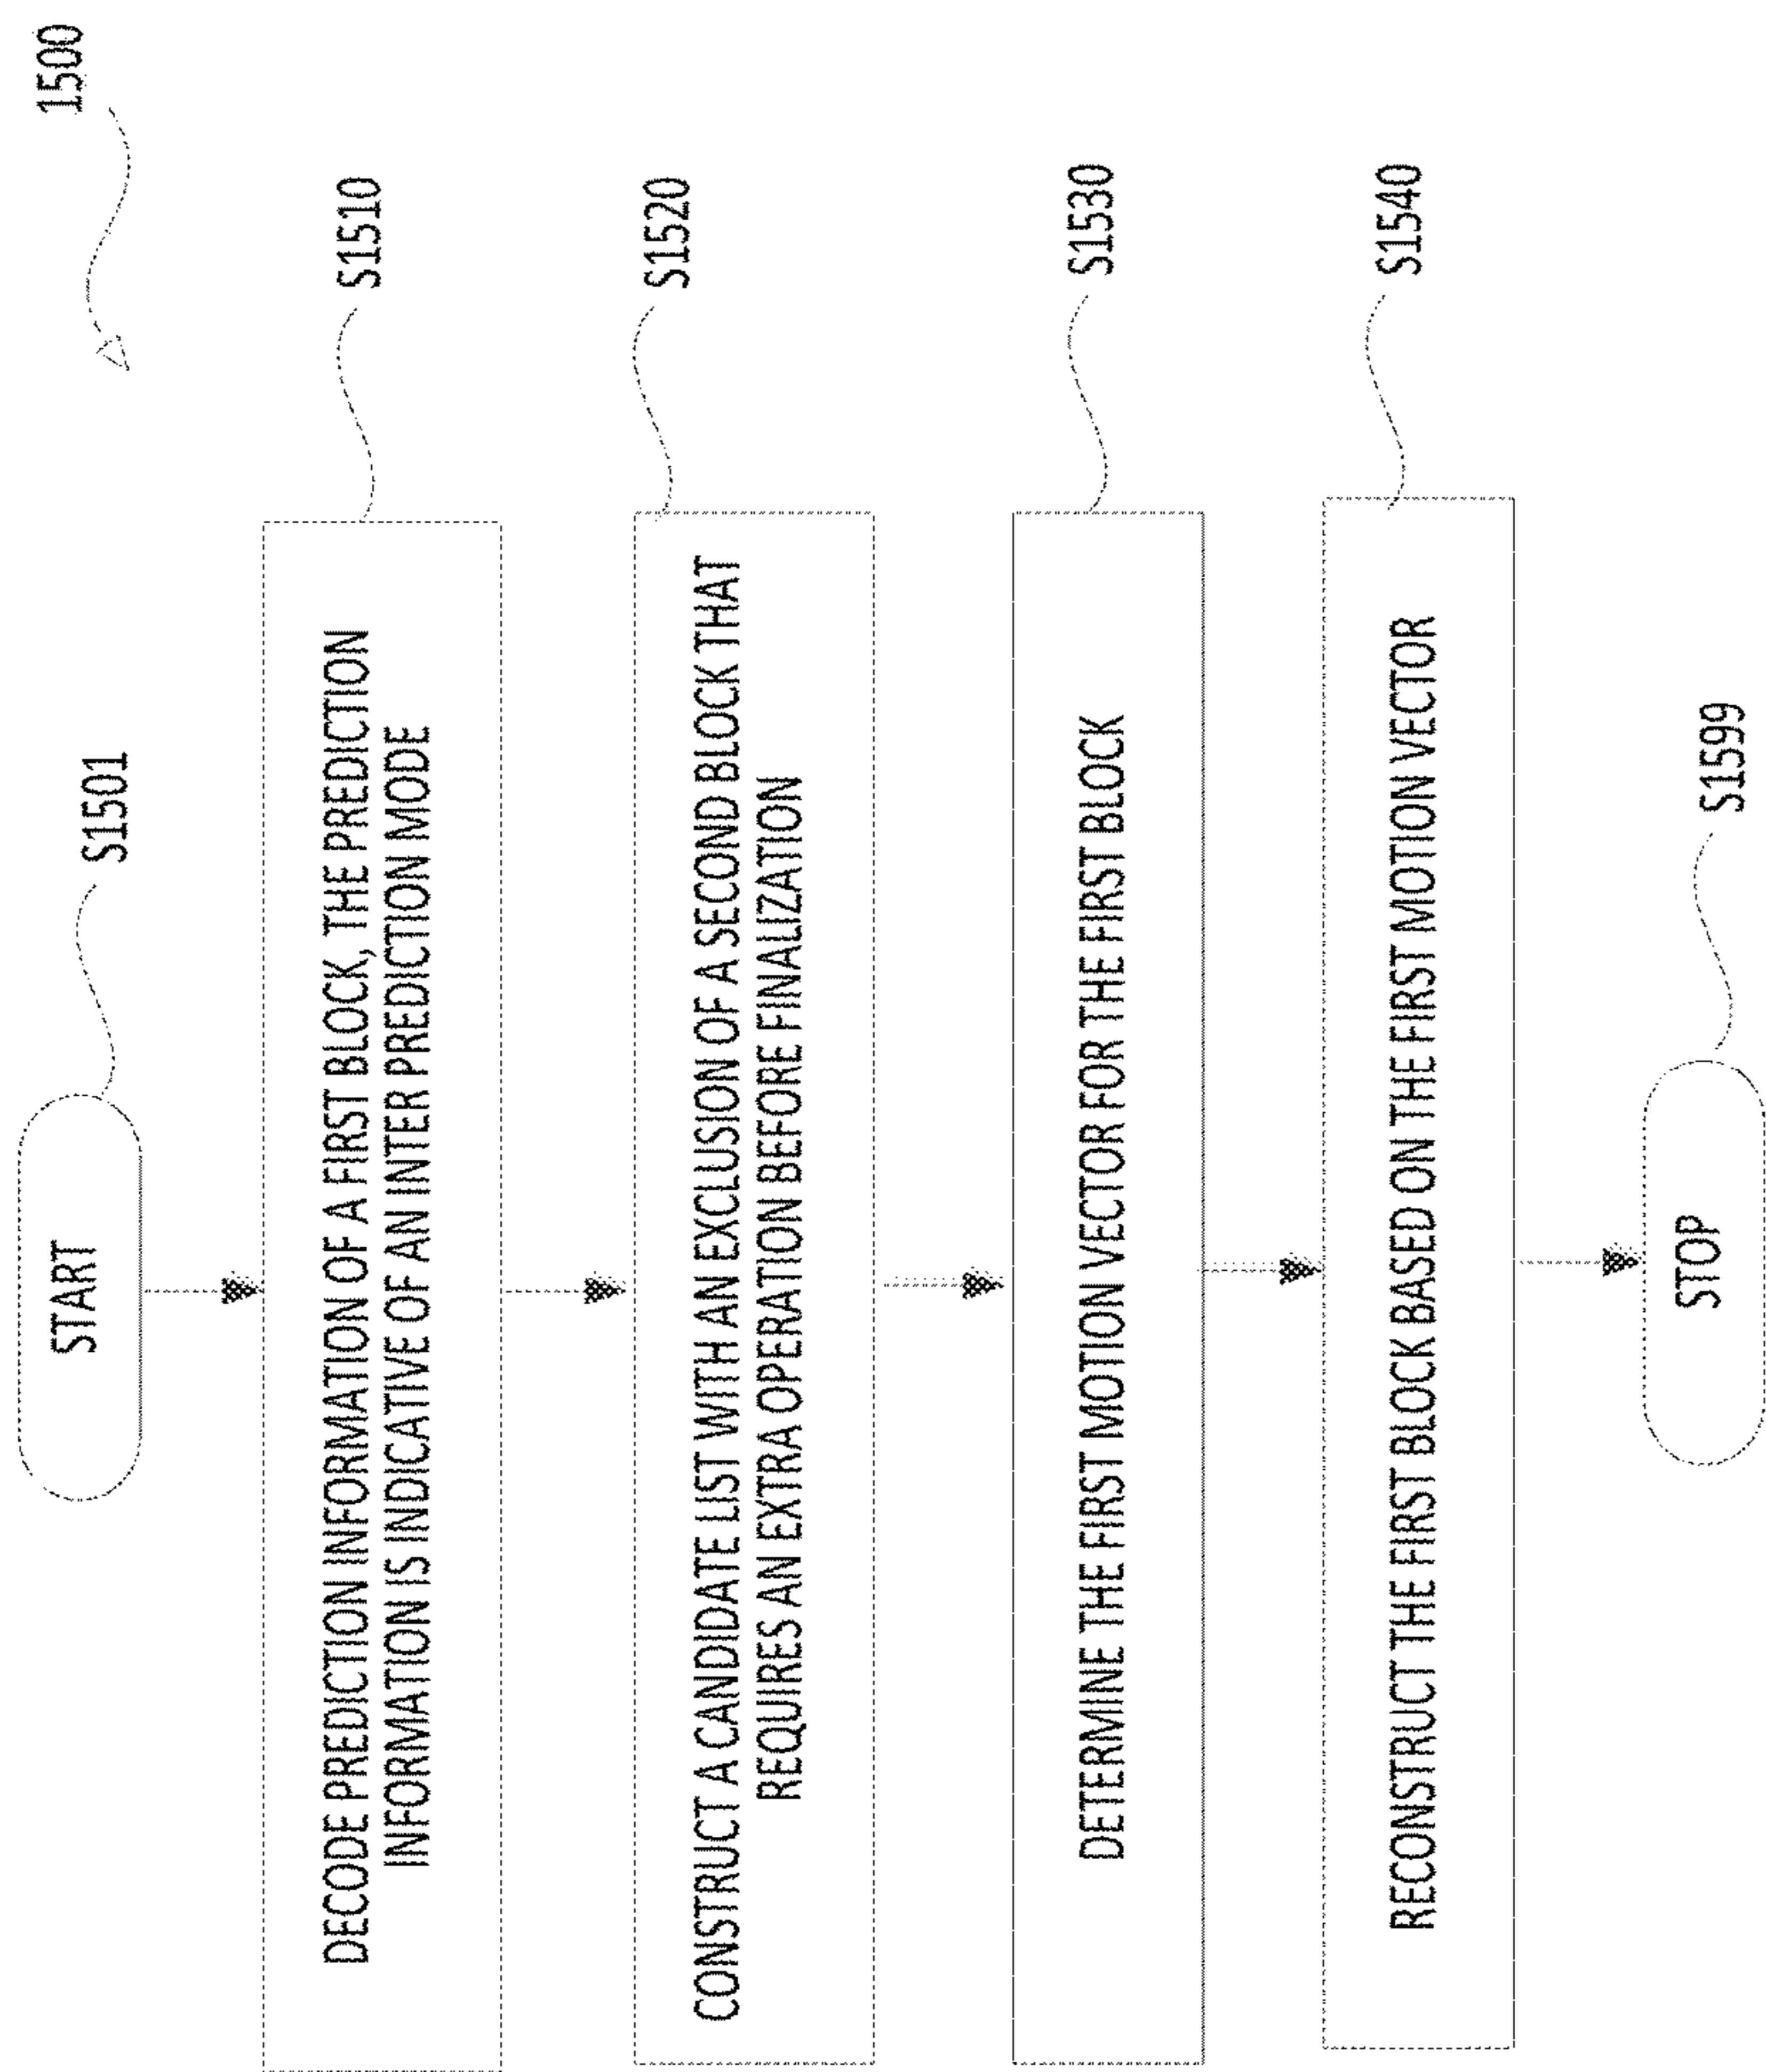 1500
START
S1501
DECODE PREDICTION INFORMATION OF A FIRST BLOCK, THE PREDICTION
INFORMATION IS INDICATIVE OF AN INTER PREDICTION MODE
S1510
CONSTRUCT A CANDIDATE LIST WITH AN EXCLUSION OF A SECOND BLOCK THAT
REQUIRES AN EXTRA OPERATION BEFORE FINALIZATION
S1520
DETERMINE THE FIRST MOTION VECTOR FOR THE FIRST BLOCK
S1530
RECONSTRUCT THE FIRST BLOCK BASED ON THE FIRST MOTION VECTOR
S1540
STOP
S1599